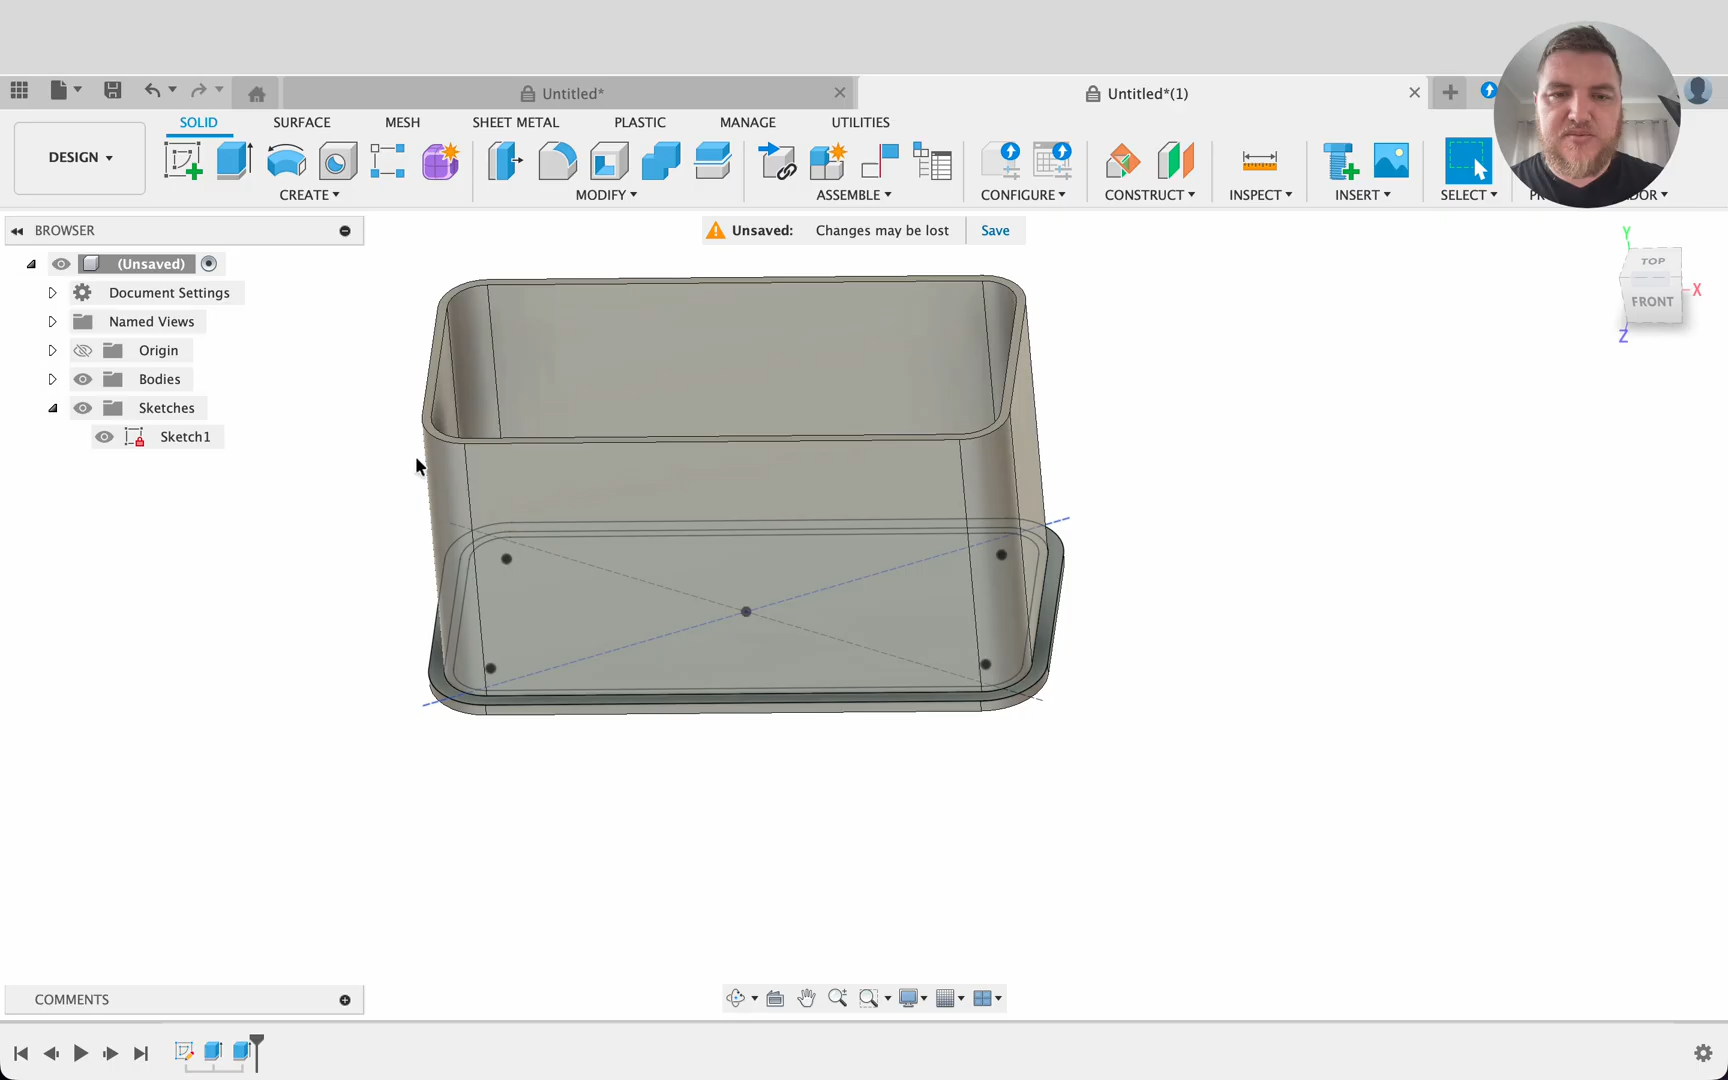 Untitled*
Untitled*(1)
SOLID
SURFACE
MESH
SHEET METAL
PLASTIC
MANAGE
UTILITIES
DESIGN
CREATE
MODIFY
ASSEMBLE
CONFIGURE
CONSTRUCT
INSPECT
INSERT
SELECT
BROWSER
Unsaved: Changes may be lost
Save
(Unsaved)
Document Settings
Named Views
Origin
Bodies
Sketches
Sketch1
Y
TOP
X
FRONT
Z
COMMENTS